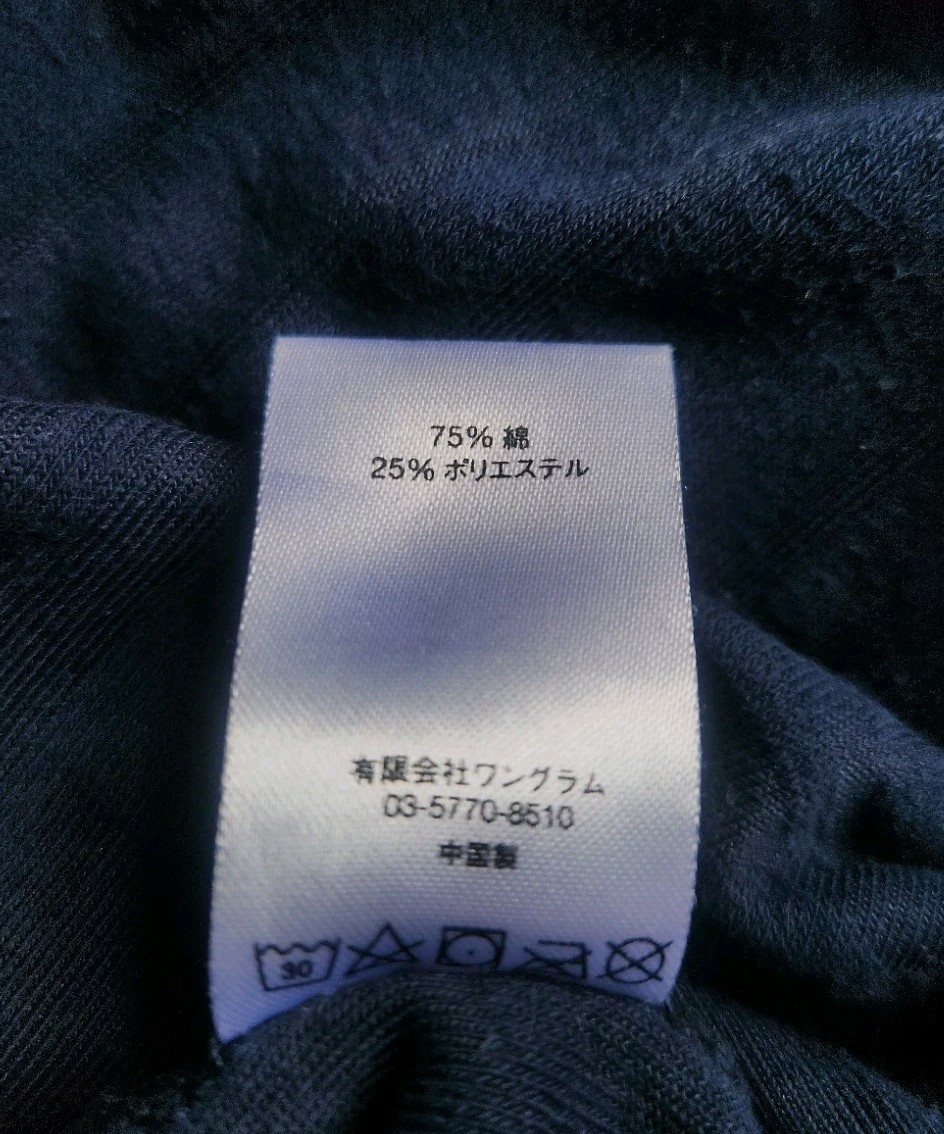 75% 綿
25% ポリエステル
有限会社ワングラム
03-5770-8510
中国製
30